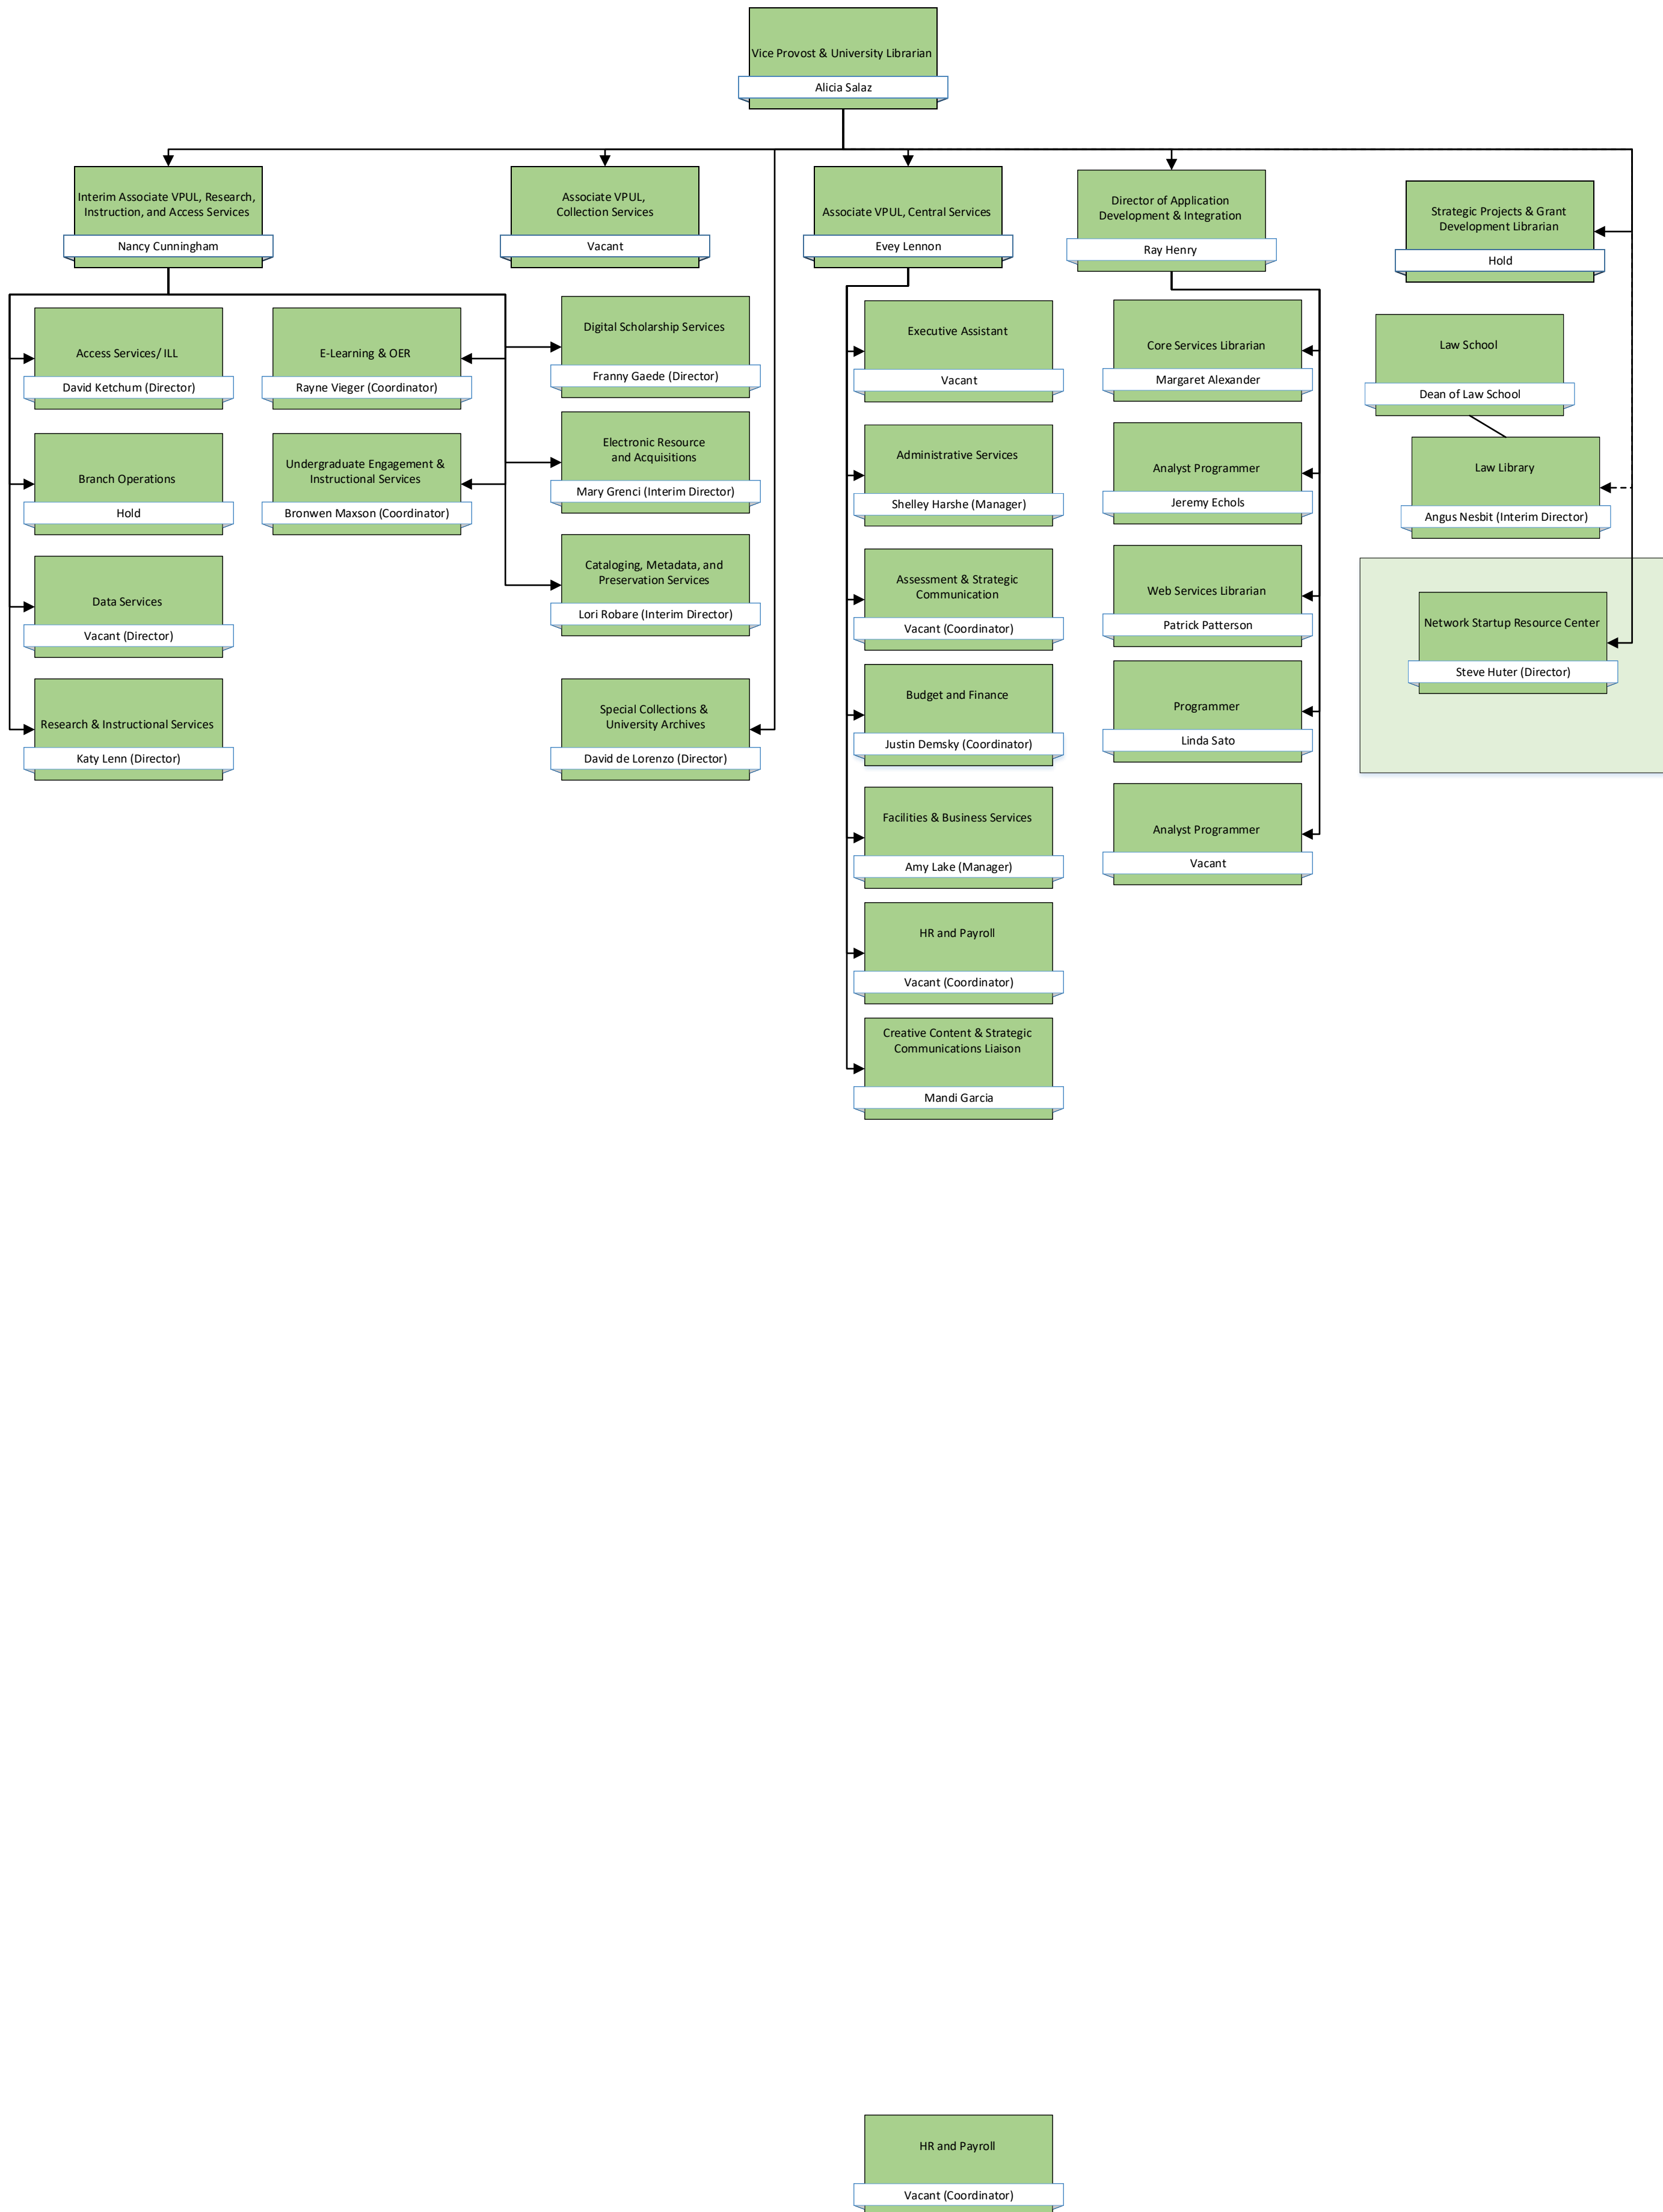 Vice Provost & University Librarian
Alicia Salaz
Interim Associate VPUL, Research,
Instruction, and Access Services
Nancy Cunningham
Associate VPUL,
Collection Services
Vacant
Associate VPUL, Central Services
Evey Lennon
Director of Application
Development & Integration
Ray Henry
Strategic Projects & Grant
Development Librarian
Hold
Access Services/ ILL
David Ketchum (Director)
Branch Operations
Hold
Data Services
Vacant (Director)
Research & Instructional Services
Katy Lenn (Director)
E-Learning & OER
Rayne Vieger (Coordinator)
Undergraduate Engagement &
Instructional Services
Bronwen Maxson (Coordinator)
Digital Scholarship Services
Franny Gaede (Director)
Electronic Resource
and Acquisitions
Mary Grenci (Interim Director)
Cataloging, Metadata, and
Preservation Services
Lori Robare (Interim Director)
Special Collections &
University Archives
David de Lorenzo (Director)
Executive Assistant
Vacant
Administrative Services
Shelley Harshe (Manager)
Assessment & Strategic
Communication
Vacant (Coordinator)
Budget and Finance
Justin Demsky (Coordinator)
Facilities & Business Services
Amy Lake (Manager)
HR and Payroll
Vacant (Coordinator)
Creative Content & Strategic
Communications Liaison
Mandi Garcia
Core Services Librarian
Margaret Alexander
Analyst Programmer
Jeremy Echols
Web Services Librarian
Patrick Patterson
Programmer
Linda Sato
Analyst Programmer
Vacant
Law School
Dean of Law School
Law Library
Angus Nesbit (Interim Director)
Network Startup Resource Center
Steve Huter (Director)
HR and Payroll
Vacant (Coordinator)